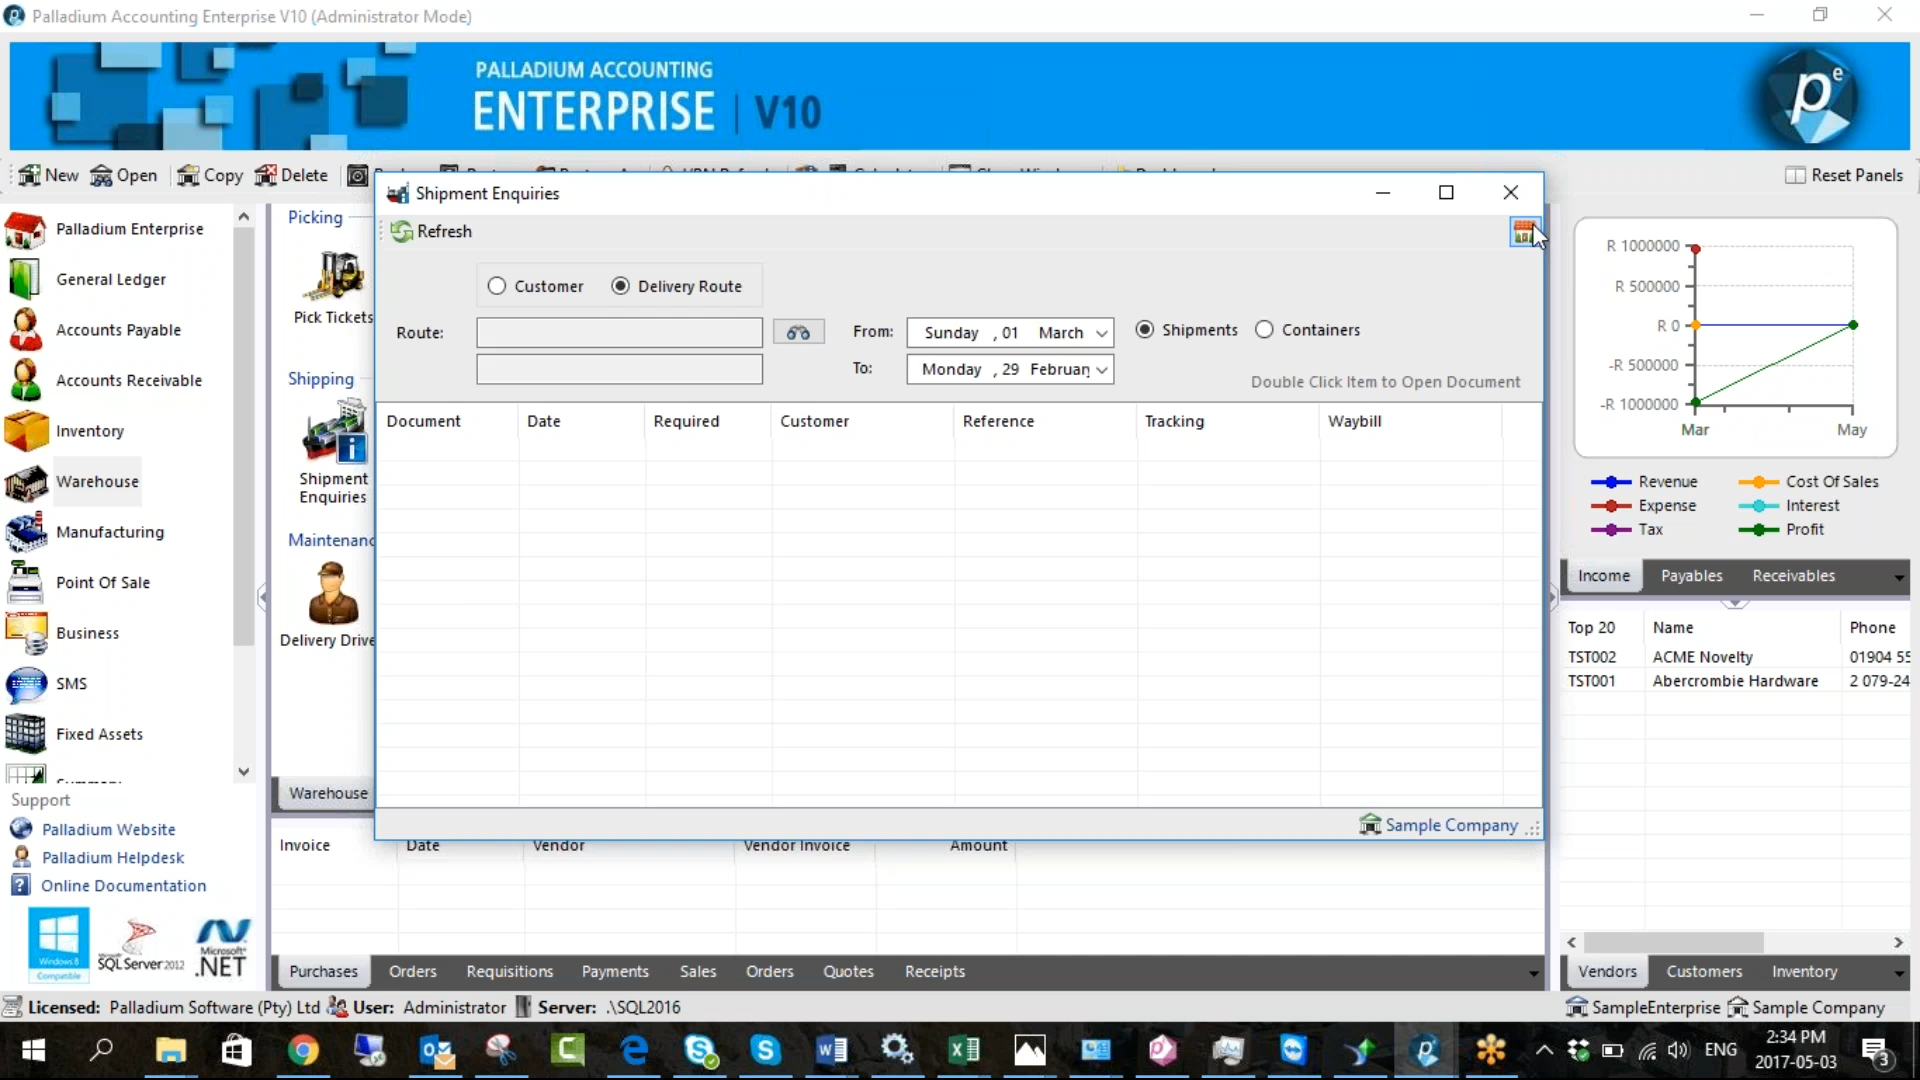 Palladium Accounting Enterprise V10 (Administrator Mode)
PALLADIUM ACCOUNTING
ENTERPRISE | V10
pe
New Open Copy Delete
Reset Panels
Shipment Enquiries
Refresh
Customer Delivery Route
Route:
From: Sunday , 01 March
To: Monday , 29 February
Shipments Containers
Double Click Item to Open Document
Document Date Required Customer Reference Tracking Waybill
Sample Company
Palladium Enterprise
General Ledger
Accounts Payable
Accounts Receivable
Inventory
Warehouse
Manufacturing
Point Of Sale
Business
SMS
Fixed Assets
Support
Palladium Website
Palladium Helpdesk
Online Documentation
Windows 8
Compatible
SQL Server 2012
Microsoft
.NET
Picking
Pick Tickets
Shipping
Shipment
Enquiries
Maintenanc
Delivery Drive
Warehouse
Invoice Date Vendor Vendor Invoice Amount
Purchases Orders Requisitions Payments Sales Orders Quotes Receipts
R 1000000
R 500000
R 0
-R 500000
-R 1000000
Mar May
Revenue Cost Of Sales
Expense Interest
Tax Profit
Income Payables Receivables
Top 20 Name Phone
TST002 ACME Novelty 01904 55
TST001 Abercrombie Hardware 2 079-24
Vendors Customers Inventory
Licensed: Palladium Software (Pty) Ltd User: Administrator Server: .\SQL2016
SampleEnterprise Sample Company
ENG
2:34 PM
2017-05-03
3